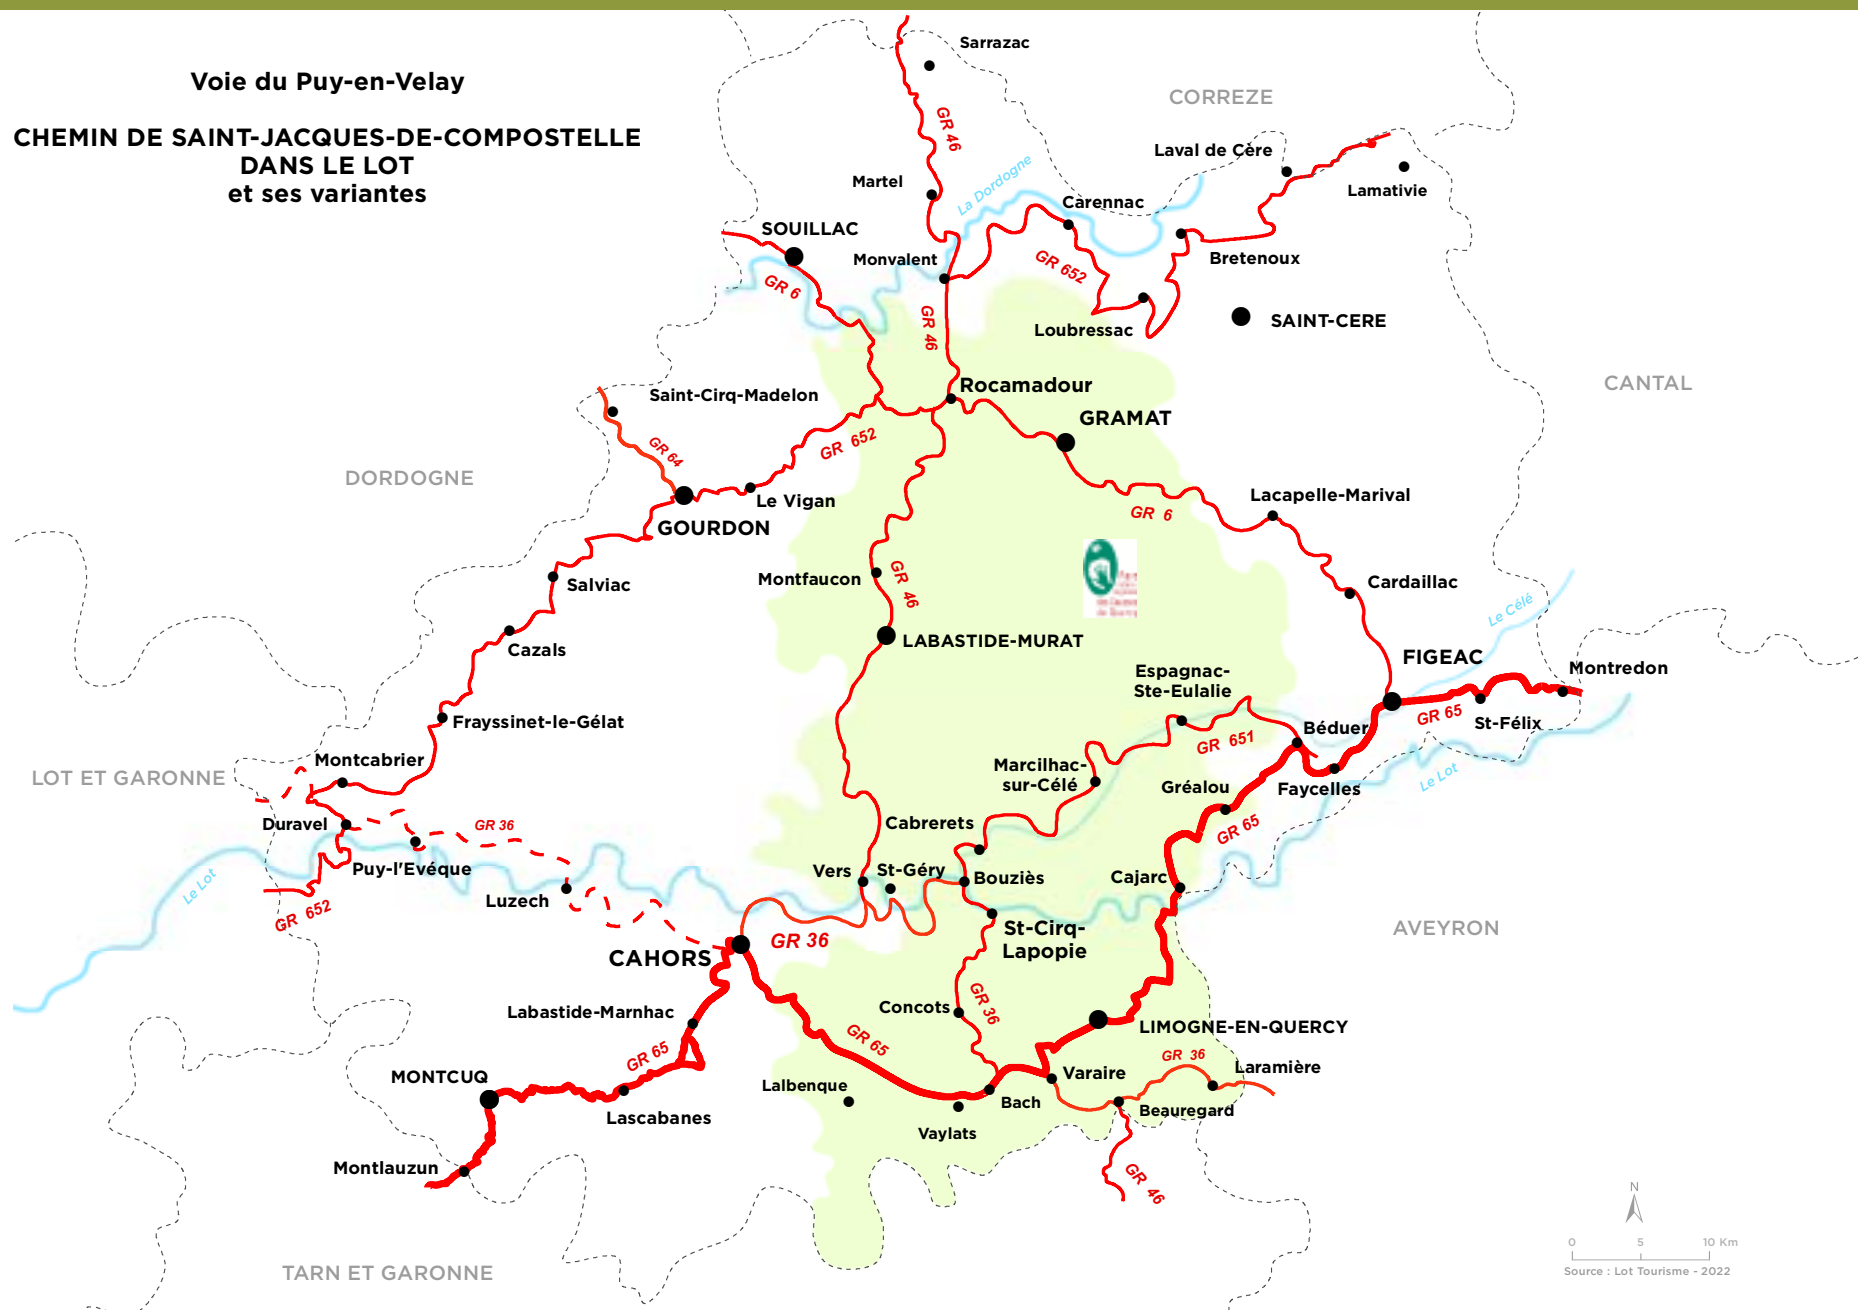 Voie du Puy-en-Velay
CHEMIN DE SAINT-JACQUES-DE-COMPOSTELLE
DANS LE LOT
et ses variantes
Sarrazac
CORREZE
GR 46
Laval de Cère
Lamativie
Martel
La Dordogne
Carennac
SOUILLAC
Monvalent
Bretenoux
GR 652
GR 6
GR 46
Loubressac
SAINT-CERE
Rocamadour
CANTAL
Saint-Cirq-Madelon
GRAMAT
GR 64
GR 652
DORDOGNE
Le Vigan
Lacapelle-Marival
GR 6
GOURDON
Montfaucon
GR 46
Salviac
Cardaillac
Le Célé
LABASTIDE-MURAT
Cazals
FIGEAC
Montredon
Espagnac-
Ste-Eulalie
Frayssinet-le-Gélat
GR 65
St-Félix
Béduer
GR 651
Montcabrier
LOT ET GARONNE
Marcilhac-
sur-Célé
Gréalou
Faycelles
Le Lot
Duravel
GR 36
Cabrerets
GR 65
Puy-l'Evéque
Vers
St-Géry
Bouziès
Cajarc
Le Lot
Luzech
GR 652
St-Cirq-
Lapopie
AVEYRON
GR 36
CAHORS
Concots
GR 36
Labastide-Marnhac
LIMOGNE-EN-QUERCY
GR 65
GR 65
GR 36
Laramière
MONTCUQ
Lalbenque
Varaire
Bach
Beauregard
Lascabanes
Vaylats
Montlauzun
GR 46
N
TARN ET GARONNE
0 5 10 Km
Source : Lot Tourisme - 2022